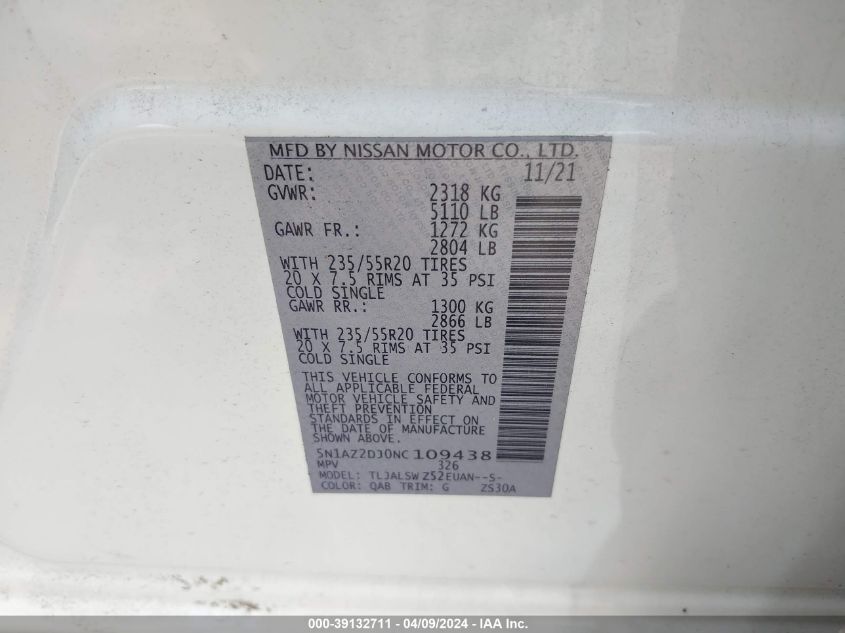 MFD BY NISSAN MOTOR CO., LTD.
DATE: 11/21
GVWR: 2318 KG
5110 LB
GAWR FR.: 1272 KG
2804 LB
WITH 235/55R20 TIRES
20 X 7.5 RIMS AT 35 PSI
COLD SINGLE
GAWR RR.: 1300 KG
2866 LB
WITH 235/55R20 TIRES
20 X 7.5 RIMS AT 35 PSI
COLD SINGLE
THIS VEHICLE CONFORMS TO
ALL APPLICABLE FEDERAL
MOTOR VEHICLE SAFETY AND
THEFT PREVENTION
STANDARDS IN EFFECT ON
THE DATE OF MANUFACTURE
SHOWN ABOVE.
5N1AZ2DJ0NC109438
MPV 326
MODEL: TLJALSWZ52EUAN--S-
COLOR: QAB TRIM: G ZS30A
000-39132711 - 04/09/2024 - IAA Inc.